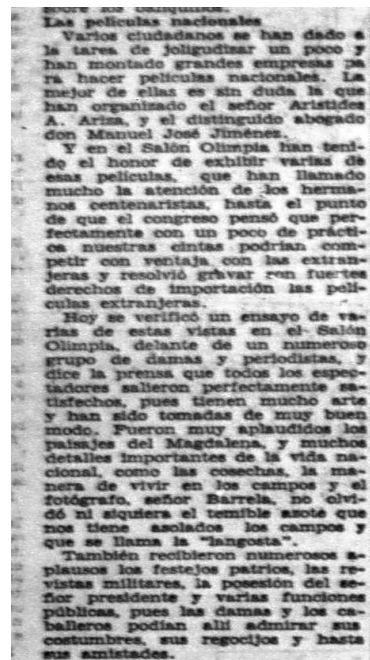 sobre los banquillos.
Las películas nacionales
Varios ciudadanos se han dado a
la tarea de joligudizar un poco y
han montado grandes empresas pa
ra hacer películas nacionales. La
mejor de ellas es sin duda la que
han organizado el señor Aristides
A. Ariza, y el distinguido abogado
don Manuel José Jiménez.
Y en el Salón Olimpia han teni-
do el honor de exhibir varias de
esas películas, que han llamado
mucho la atención de los herma-
nos centenaristas, hasta el punto
de que el congreso pensó que per-
fectamente con un poco de prácti-
ca nuestras cintas podrían com-
petir con ventaja con las extran-
jeras y resolvió gravar con fuertes
derechos de importación las pelí-
culas extranjeras.
Hoy se verificó un ensayo de va-
rias de estas vistas en el Salón
Olimpia, delante de un numeroso
grupo de damas y periodistas, y
dice la prensa que todos los espec-
tadores salieron perfectamente sa-
tisfechos, pues tienen mucho arte
y han sido tomadas de muy buen
modo. Fueron muy aplaudidos los
paisajes del Magdalena, y muchos
detalles importantes de la vida na-
cional, como las cosechas, la ma-
nera de vivir en los campos y el
fotógrafo, señor Barrela, no olvi-
dó ni siquiera el temible azote que
nos tiene asolados los campos y
que se llama la "langosta".
También recibieron numerosos a-
plausos los festejos patrios, las re-
vistas militares, la posesión del se-
ñor presidente y varias funciones
públicas, pues las damas y los ca-
balleros podían allí admirar sus
costumbres, sus regocijos y hasta
sus amistades.